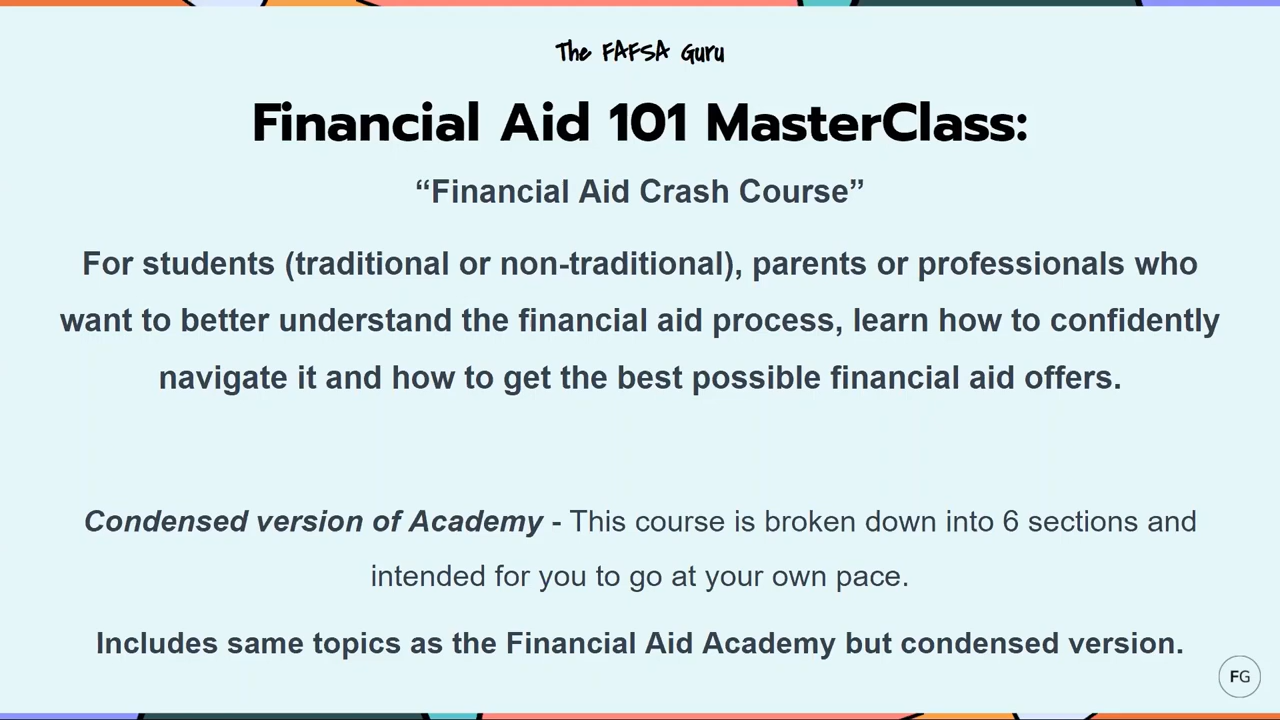 The FAFSA Guru
Financial Aid 101 MasterClass:
“Financial Aid Crash Course”
For students (traditional or non-traditional), parents or professionals who
want to better understand the financial aid process, learn how to confidently
navigate it and how to get the best possible financial aid offers.
Condensed version of Academy - This course is broken down into 6 sections and
intended for you to go at your own pace.
Includes same topics as the Financial Aid Academy but condensed version.
FG